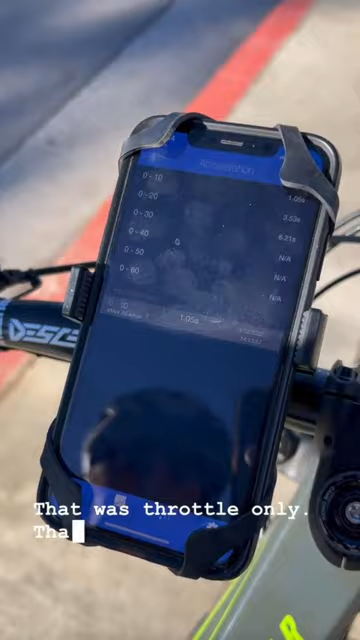 Acceleration
0 - 10
1.05s
0 - 20
3.53s
0 - 30
6.21s
0 - 40
N/A
0 - 50
N/A
0 - 60
N/A
1.05s
DESCE
That was throttle only.
Tha